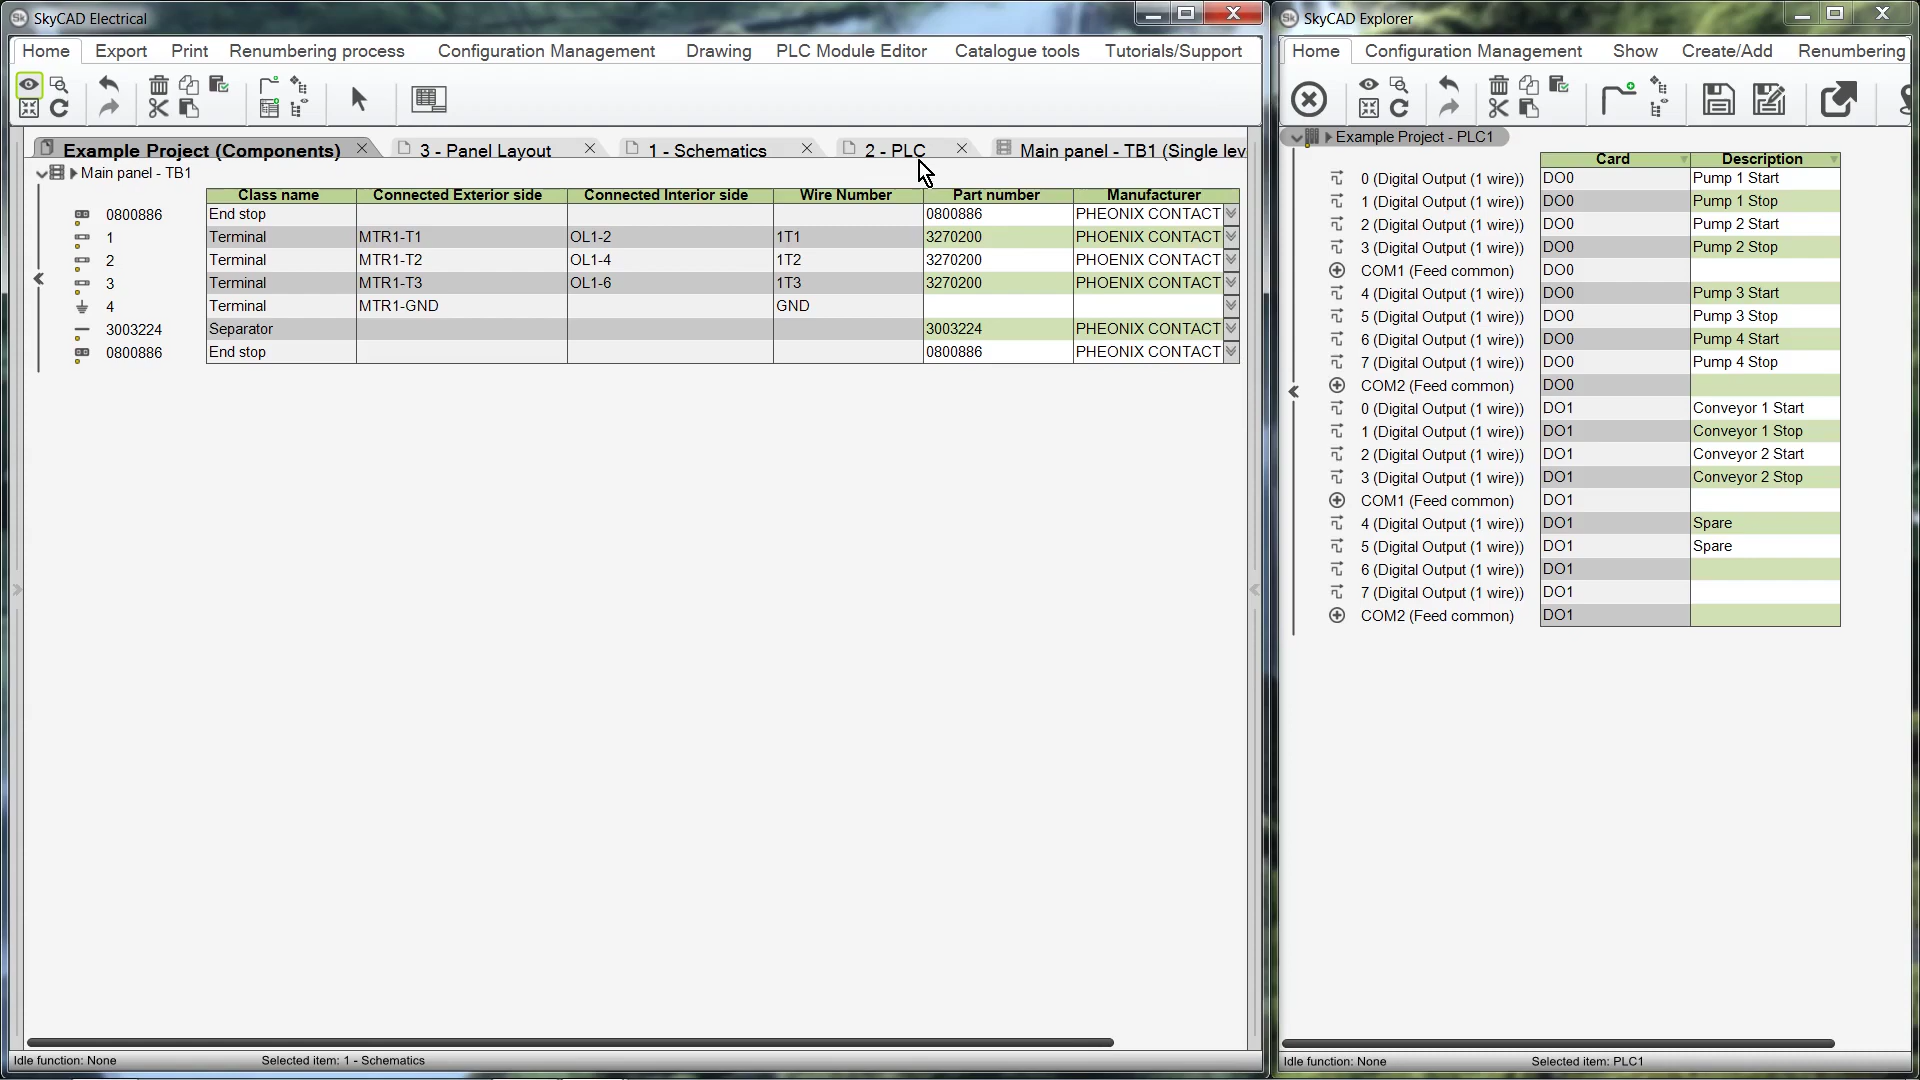 Sk SkyCAD Electrical
Home Export Print Renumbering process Configuration Management Drawing PLC Module Editor Catalogue tools Tutorials/Support
Example Project (Components) 3 - Panel Layout 1 - Schematics 2 - PLC Main panel - TB1 (Single lev
Main panel - TB1
Class name Connected Exterior side Connected Interior side Wire Number Part number Manufacturer
0800886 End stop 0800886 PHEONIX CONTACT
1 Terminal MTR1-T1 OL1-2 1T1 3270200 PHOENIX CONTACT
2 Terminal MTR1-T2 OL1-4 1T2 3270200 PHOENIX CONTACT
3 Terminal MTR1-T3 OL1-6 1T3 3270200 PHOENIX CONTACT
4 Terminal MTR1-GND GND
3003224 Separator 3003224 PHEONIX CONTACT
0800886 End stop 0800886 PHEONIX CONTACT
Idle function: None Selected item: 1 - Schematics
Sk SkyCAD Explorer
Home Configuration Management Show Create/Add Renumbering
Example Project - PLC1
Card Description
0 (Digital Output (1 wire)) DO0 Pump 1 Start
1 (Digital Output (1 wire)) DO0 Pump 1 Stop
2 (Digital Output (1 wire)) DO0 Pump 2 Start
3 (Digital Output (1 wire)) DO0 Pump 2 Stop
COM1 (Feed common) DO0
4 (Digital Output (1 wire)) DO0 Pump 3 Start
5 (Digital Output (1 wire)) DO0 Pump 3 Stop
6 (Digital Output (1 wire)) DO0 Pump 4 Start
7 (Digital Output (1 wire)) DO0 Pump 4 Stop
COM2 (Feed common) DO0
0 (Digital Output (1 wire)) DO1 Conveyor 1 Start
1 (Digital Output (1 wire)) DO1 Conveyor 1 Stop
2 (Digital Output (1 wire)) DO1 Conveyor 2 Start
3 (Digital Output (1 wire)) DO1 Conveyor 2 Stop
COM1 (Feed common) DO1
4 (Digital Output (1 wire)) DO1 Spare
5 (Digital Output (1 wire)) DO1 Spare
6 (Digital Output (1 wire)) DO1
7 (Digital Output (1 wire)) DO1
COM2 (Feed common) DO1
Idle function: None Selected item: PLC1